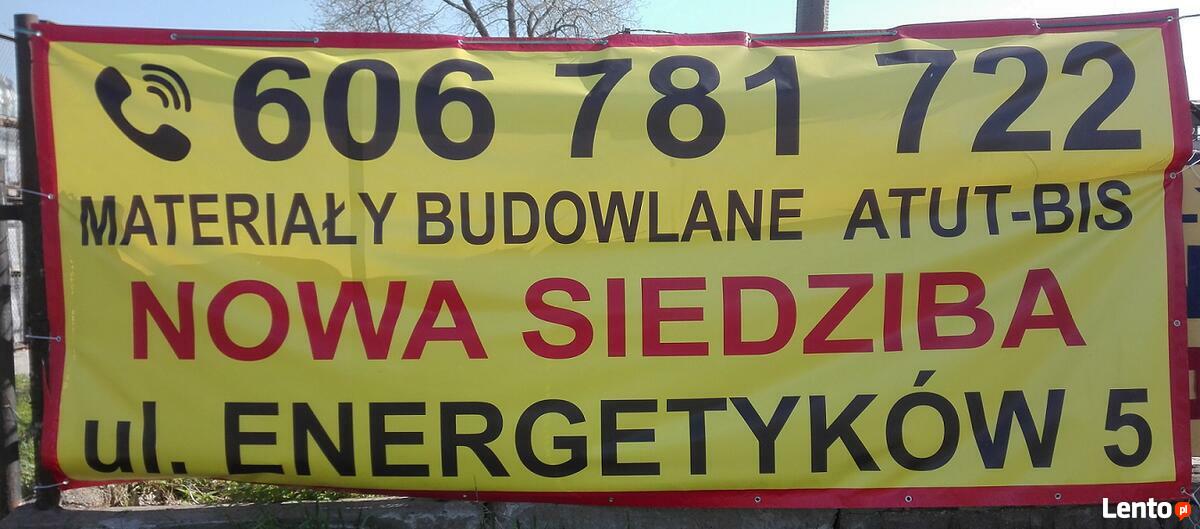 606 781 722
MATERIAŁY BUDOWLANE ATUT-BIS
NOWA SIEDZIBA
ul. ENERGETYKÓW 5
Lento.pl